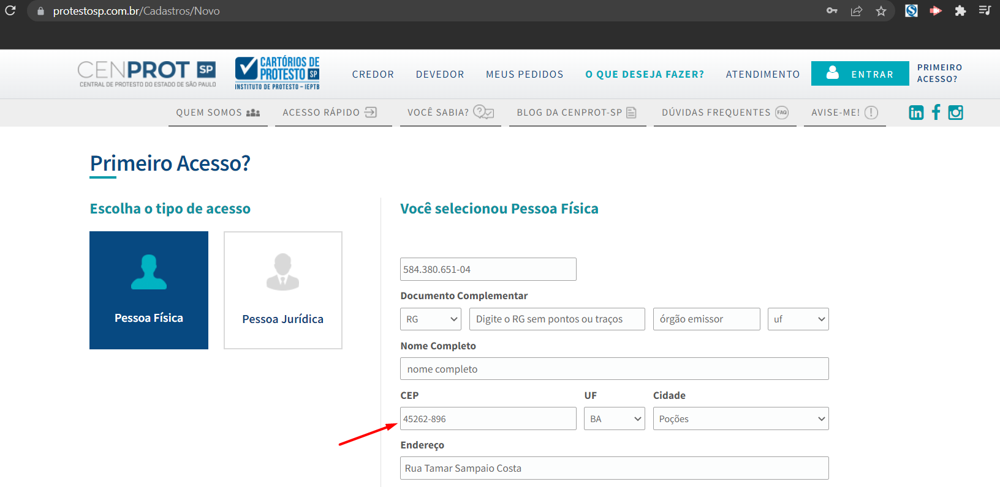 protestosp.com.br/Cadastros/Novo
CENPROT SP
CENTRAL DE PROTESTO DO ESTADO DE SÃO PAULO
CARTÓRIOS DE
PROTESTO SP
INSTITUTO DE PROTESTO - IEPTB
CREDOR DEVEDOR MEUS PEDIDOS O QUE DESEJA FAZER? ATENDIMENTO ENTRAR
PRIMEIRO
ACESSO?
QUEM SOMOS ACESSO RÁPIDO VOCÊ SABIA? BLOG DA CENPROT-SP DÚVIDAS FREQUENTES FAQ AVISE-ME!
Primeiro Acesso?
Escolha o tipo de acesso
Pessoa Física
Pessoa Jurídica
Você selecionou Pessoa Física
584.380.651-04
Documento Complementar
RG Digite o RG sem pontos ou traços órgão emissor uf
Nome Completo
nome completo
CEP UF Cidade
45262-896 BA Poções
Endereço
Rua Tamar Sampaio Costa